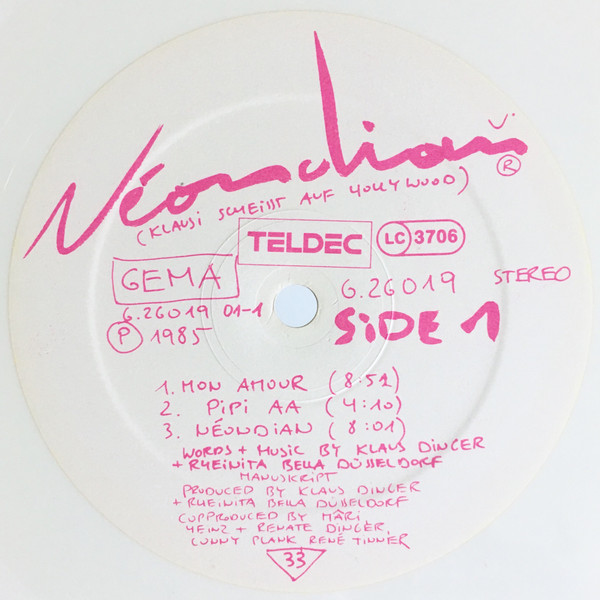 Néondian
®
(KLAUSI SCHEISST AUF HOLLYWOOD)
TELDEC
LC 3706
GEMA
6.26019 STEREO
6.26019 01-1
Ⓟ 1985
SiDE 1
1. MON AMOUR (8:51)
2. PiPi AA (4:10)
3. NÉONDIAN (8:01)
WORDS + MUSIC BY KLAUS DINGER
+ RHEINITA BELLA DÜSSELDORF
MANUSKRIPT
PRODUCED BY KLAUS DINGER
+ RHEINITA BELLA DÜSSELDORF
COPPRODUCED BY MÂRI
HEINZ + RENATE DINGER,
CONNY PLANK RENÉ TINNER
33